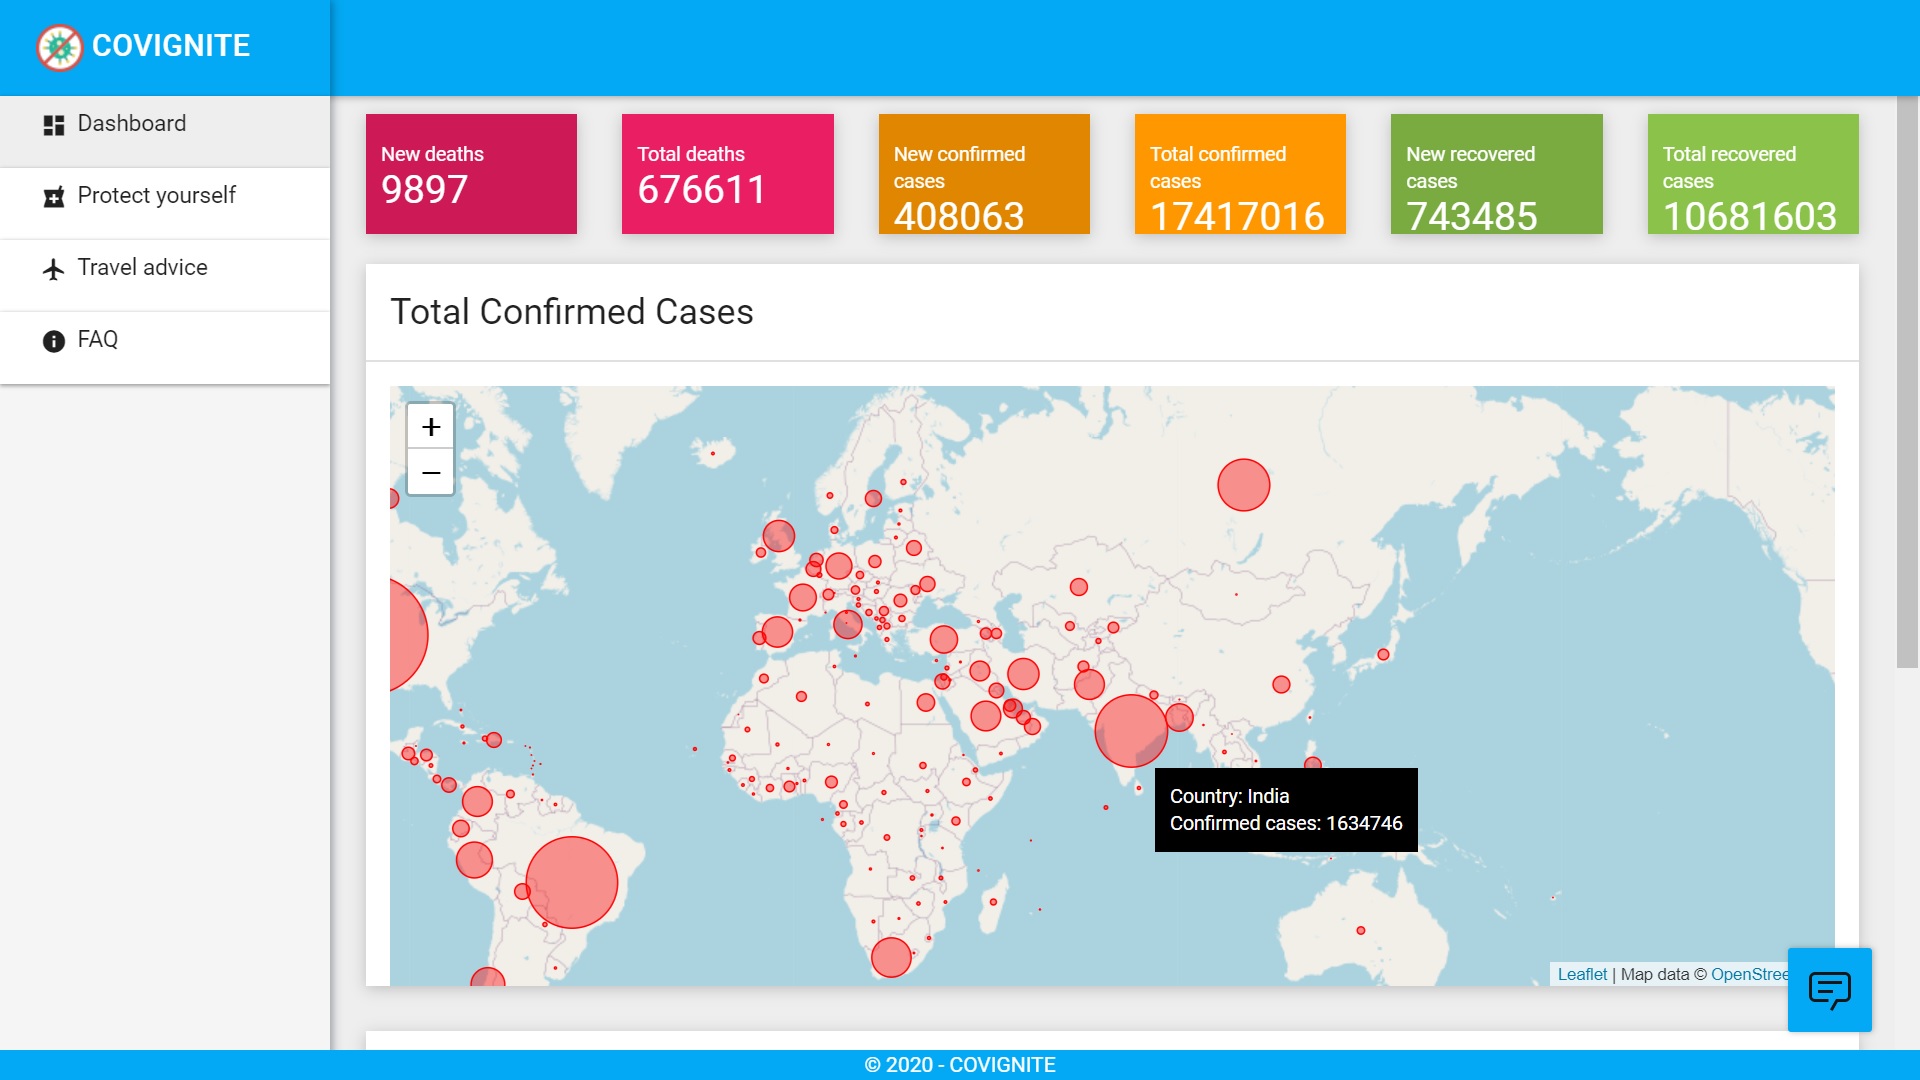 COVIGNITE
Dashboard
Protect yourself
Travel advice
FAQ
New deaths
9897
Total deaths
676611
New confirmed
cases
408063
Total confirmed
cases
17417016
New recovered
cases
743485
Total recovered
cases
10681603
Total Confirmed Cases
+
−
Country: India
Confirmed cases: 1634746
Leaflet | Map data © OpenStree
© 2020 - COVIGNITE